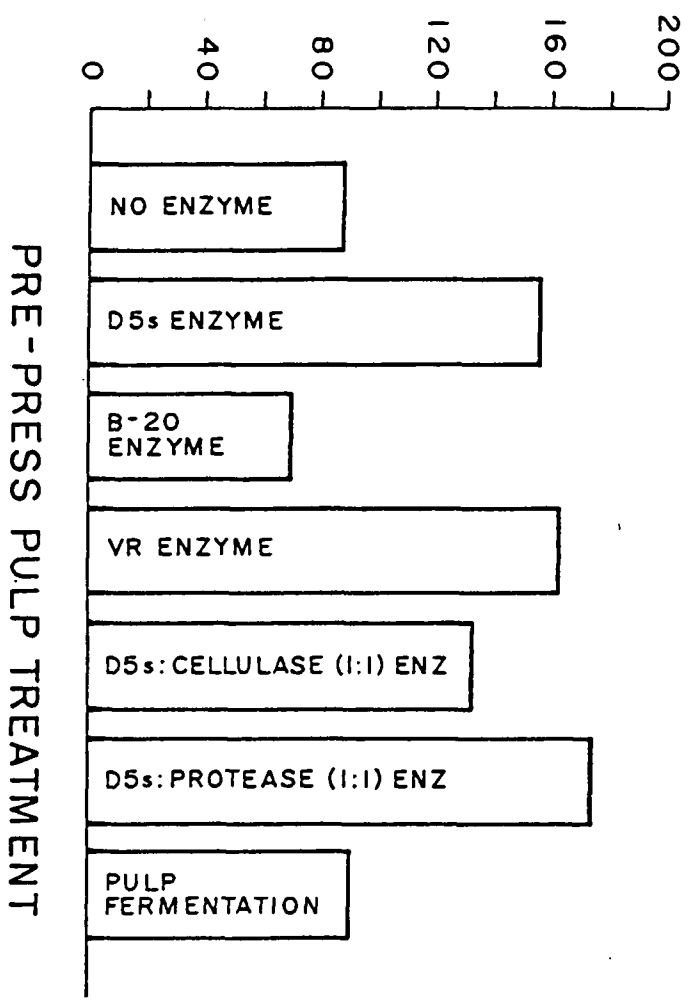 200
160
120
80
40
0
NO ENZYME
D5s ENZYME
B-20
ENZYME
VR ENZYME
D5s:CELLULASE (1:1) ENZ
D5s:PROTEASE (1:1) ENZ
PULP
FERMENTATION
PRE-PRESS PULP TREATMENT